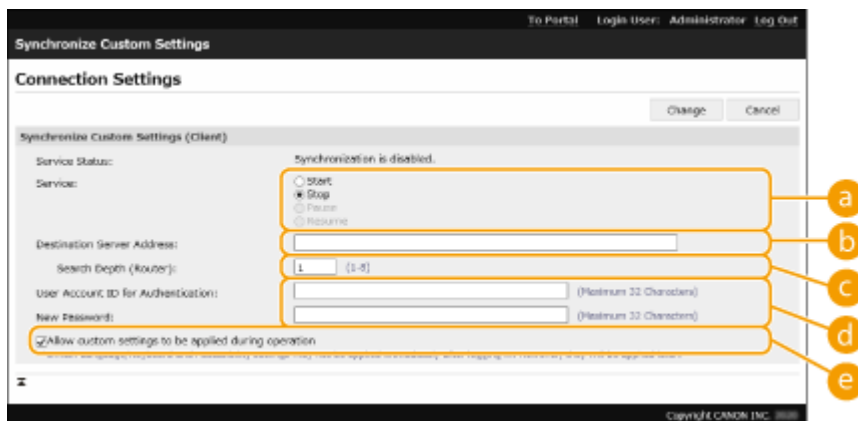 To Portal Login User: Administrator Log Out
Synchronize Custom Settings
Connection Settings
Change Cancel
Synchronize Custom Settings (Client)
Service Status: Synchronization is disabled.
Service: Start
Stop
Pause
Resume
a
Destination Server Address:
b
Search Depth (Router): 1 (1-8)
c
User Account ID for Authentication: (Maximum 32 Characters)
New Password: (Maximum 32 Characters)
d
Allow custom settings to be applied during operation
e
Copyright CANON INC.